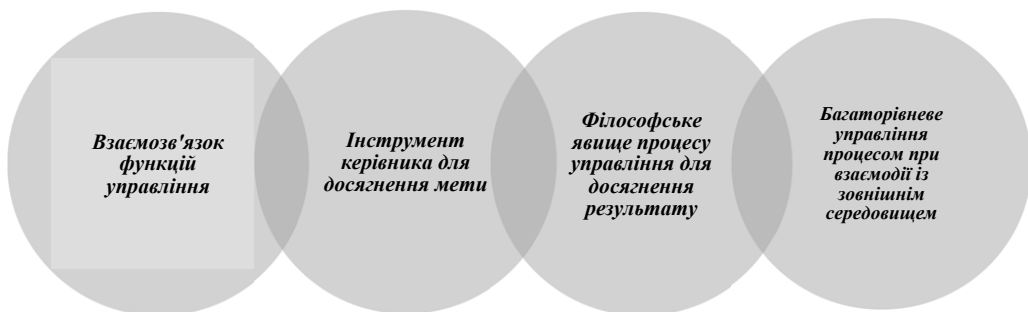 Взаємозв'язок
функцій
управління
Інструмент
керівника для
досягнення мети
Філософське
явище процесу
управління для
досягнення
результату
Багаторівневе
управління
процесом при
взаємодії із
зовнішнім
середовищем